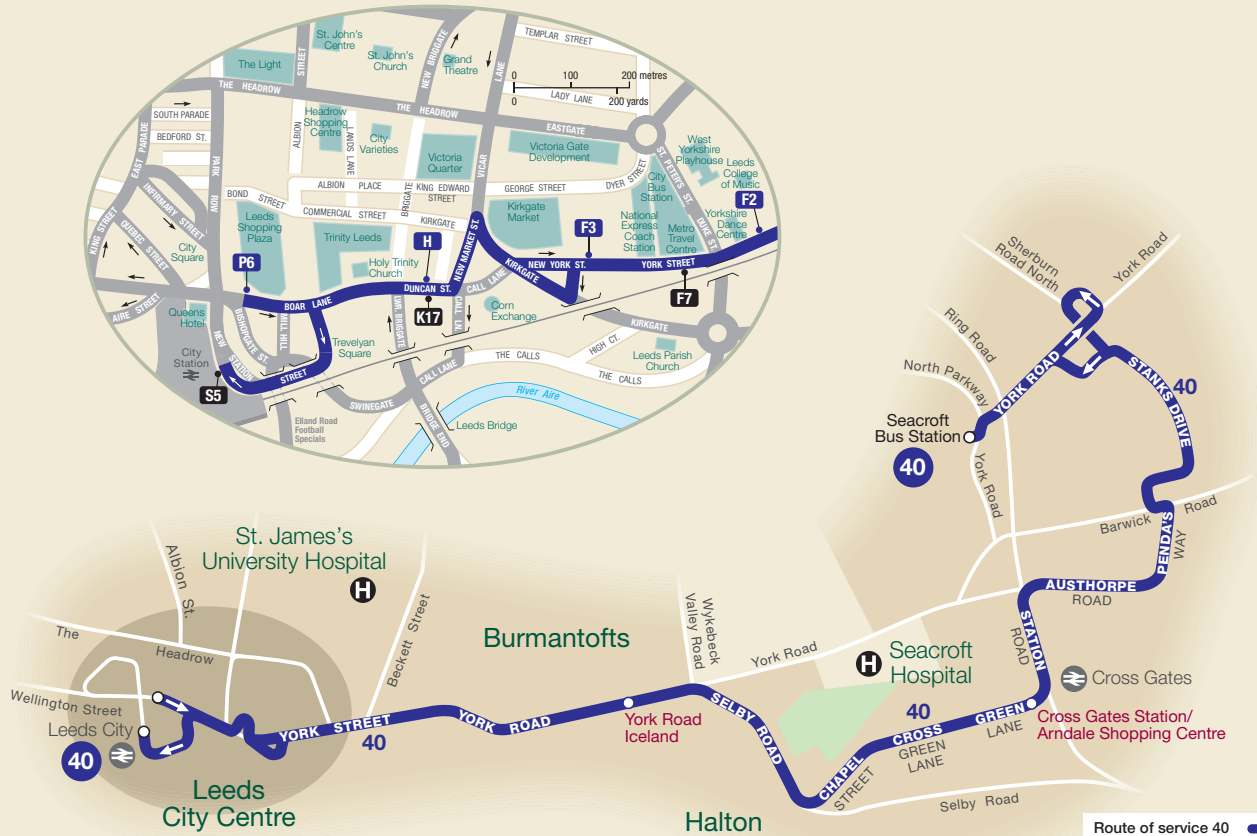 TEMPLAR STREET
St. John's
Centre
St. John's
Church
NEW BRIGGATE
Grand
Theatre
The Light
STREET
LANE
0 100 200 metres
0 200 yards
LADY LANE
THE HEADROW
THE HEADROW
EASTGATE
SOUTH PARADE
BEDFORD ST.
EAST PARADE
PARK
ROW
ALBION
Headrow
Shopping
Centre
LANDS LANE
City
Varieties
Victoria
Quarter
VICAR
Victoria Gate
Development
ST. PETER'S ST.
West
Yorkshire
Playhouse
Leeds
College
of Music
DYER STREET
City
Bus
Station
INFIRMARY STREET
BOND STREET
ALBION PLACE
BRIGGATE
KING EDWARD
STREET
GEORGE STREET
COMMERCIAL STREET
KIRKGATE
Kirkgate
Market
National
Express
Coach
Station
Metro
Travel
Centre
DUKE ST.
Yorkshire
Dance
Centre
F2
KING STREET
QUEBEC STREET
City
Square
Leeds
Shopping
Plaza
Trinity Leeds
H
F3
NEW MARKET ST.
P6
Holy Trinity
Church
KIRKGATE
NEW YORK ST.
YORK STREET
F7
AIRE STREET
Queens
Hotel
BOAR LANE
DUNCAN ST.
CALL LANE
K17
Corn
Exchange
KIRKGATE
NEW
STATION
STREET
BISHOPGATE ST.
MILL HILL
LWR. BRIGGATE
CALL LN.
Trevelyan
Square
City
Station
THE CALLS
HIGH CT.
Leeds Parish
Church
THE CALLS
S5
CALL LANE
SWINEGATE
River Aire
Elland Road
Football
Specials
BRIDGE END
Leeds Bridge
Sherburn
Road North
York Road
Ring Road
North Parkway
YORK ROAD
STANKS DRIVE
40
Seacroft
Bus Station
40
York Road
Barwick Road
PENDA'S
WAY
AUSTHORPE
ROAD
STATION
ROAD
St. James's
University Hospital
H
Albion St.
The
Headrow
Beckett Street
Burmantofts
Wykebeck
Valley Road
York Road
H
Seacroft
Hospital
Cross Gates
Wellington Street
Leeds City
40
YORK STREET
40
YORK ROAD
York Road
Iceland
SELBY ROAD
40
CROSS GREEN
GREEN
LANE
LANE
Cross Gates Station/
Arndale Shopping Centre
CHAPEL
STREET
Selby Road
Leeds
City Centre
Halton
Route of service 40